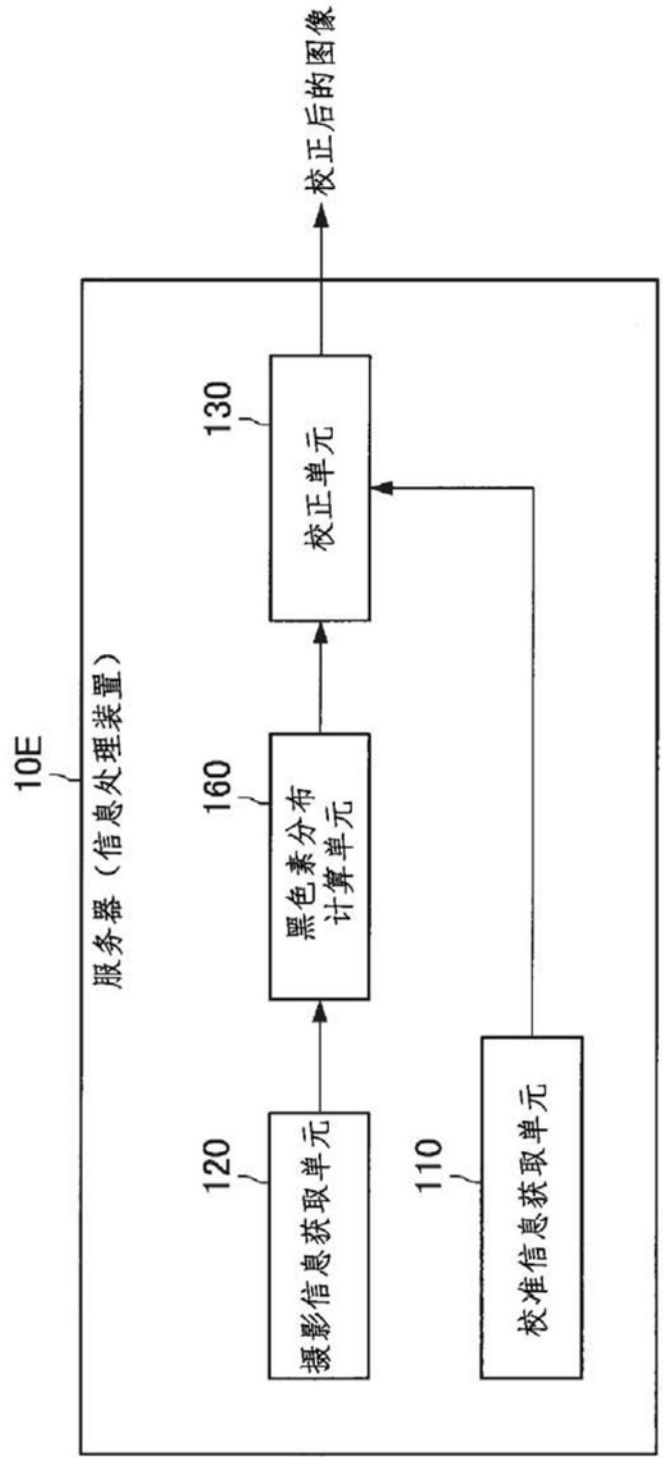 10E
服务器（信息处理装置）
120
摄影信息获取单元
160
黑色素分布
计算单元
130
校正单元
校正后的图像
110
校准信息获取单元